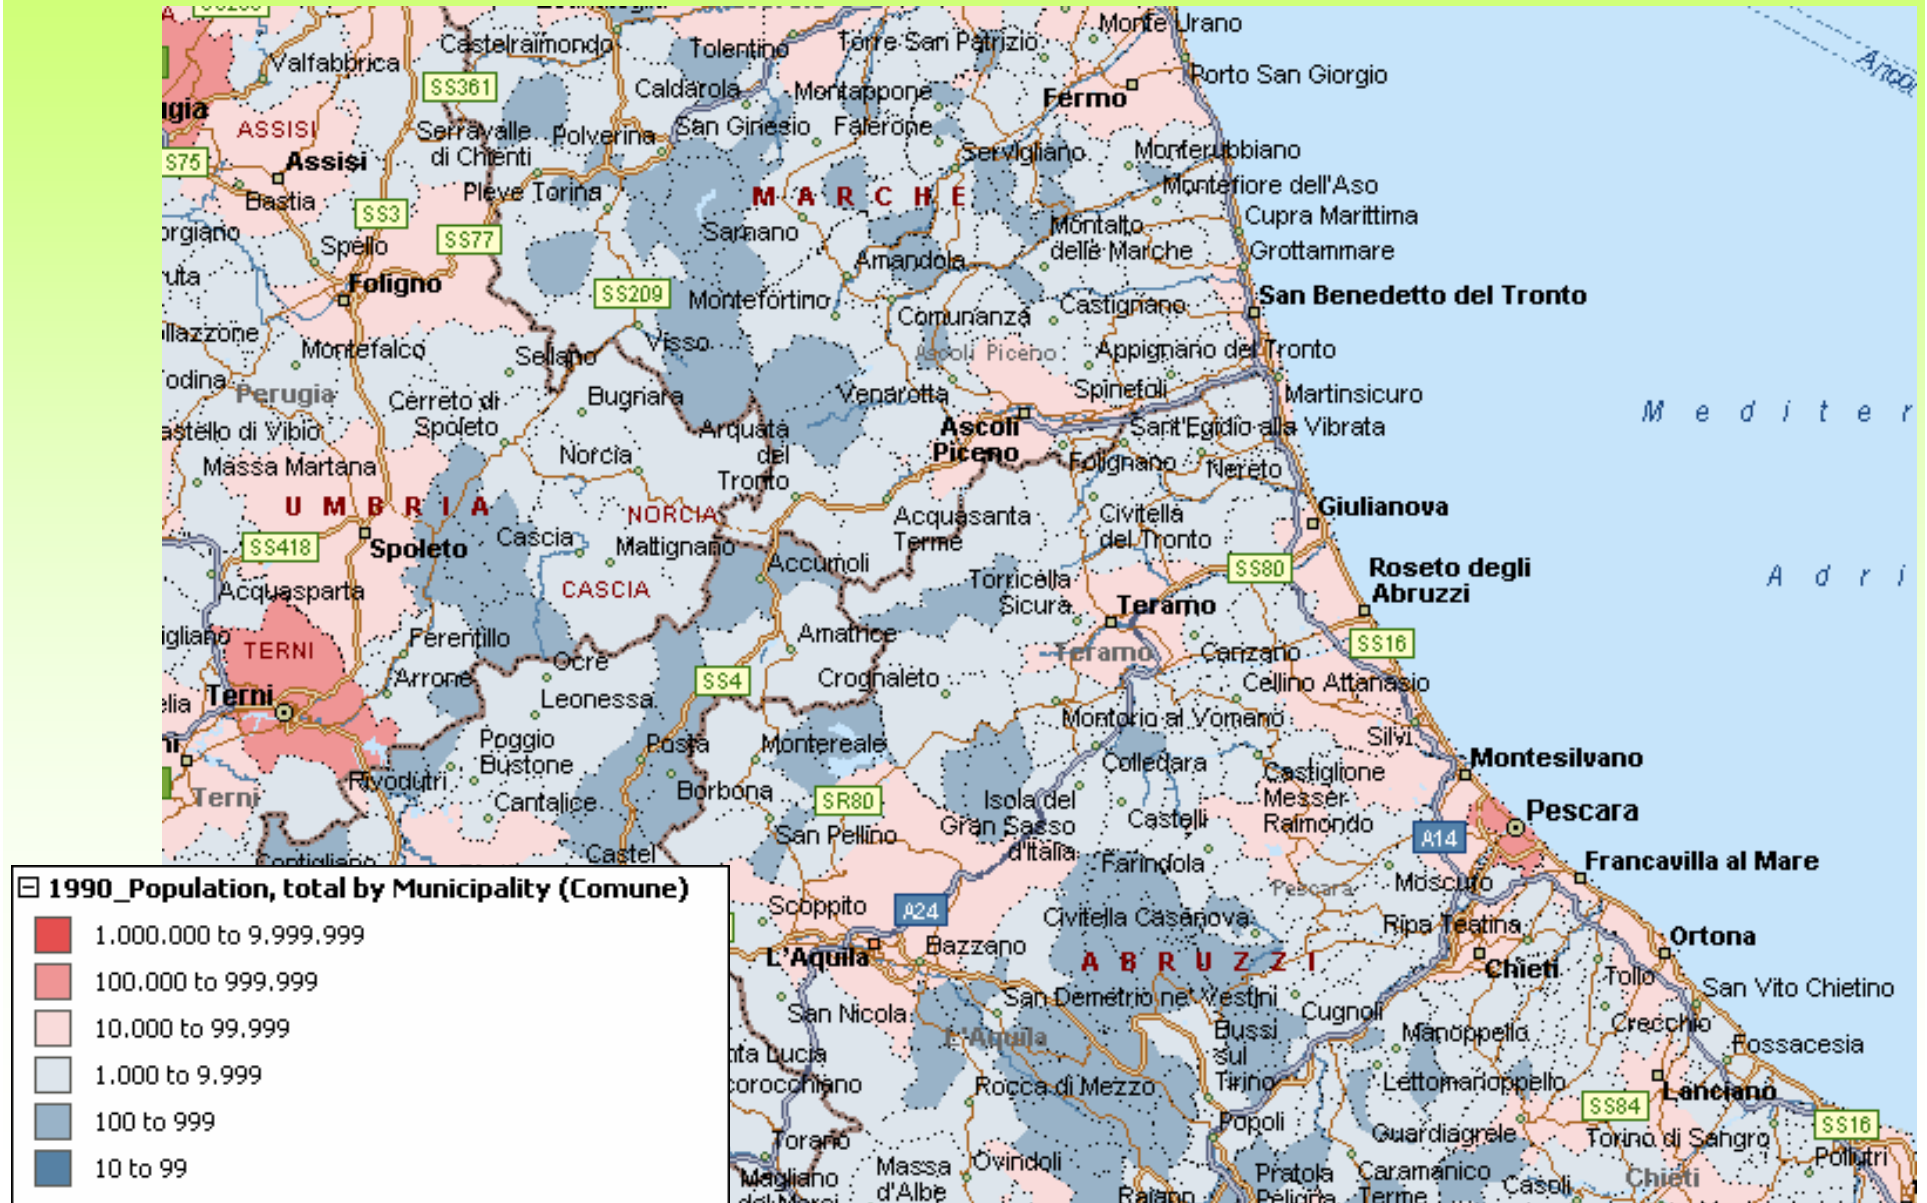 Monte Urano
Castelraimondo
Tolentino
Torre San Patrizio
Valfabbrica
Porto San Giorgio
SS361
Caldarola
Montappone
Fermo
ASSISI
Serravalle
di Chienti
Polverina
San Ginesio
Falerone
Servigliano
Monterubbiano
S75
Assisi
Bastia
Pieve Torina
MARCHE
Montefiore dell'Aso
SS3
Cupra Marittima
SS77
Spello
Sarnano
Montalto
delle Marche
Grottammare
Foligno
Amandola
SS209
Montefortino
Comunanza
Castignano
San Benedetto del Tronto
Montefalco
Sellano
Visso
Ascoli Piceno
Appignano del Tronto
Perugia
Cerreto di
Spoleto
Bugnara
Venarotta
Spinetoli
Martinsicuro
Mediter
Massa Martana
Norcia
Arquata
del
Tronto
Ascoli
Piceno
Sant'Egidio alla Vibrata
Folignano
Nereto
UMBRIA
NORCIA
Acquasanta
Terme
Civitella
del Tronto
Giulianova
SS418
Spoleto
Cascia
Mattignano
Accumoli
SS80
Roseto degli
Abruzzi
Adri
Acquasparta
CASCIA
Torricella
Sicura
Teramo
TERNI
Ferentillo
Amatrice
Teramo
Canzano
SS16
Terni
Arrone
Ocre
Leonessa
SS4
Crognaleto
Cellino Attanasio
Montorio al Vomano
Silvi
Poggio
Bustone
Posta
Montereale
Montesilvano
Terni
Rivodutri
Cantalice
Borbona
SR80
Colledara
Castiglione
Messer
Raimondo
Pescara
San Pellino
Isola del
Gran Sasso
d'Italia
Castelli
A14
Contigliano
Castel
Farindola
Francavilla al Mare
Pescara
Moscufo
Scoppito
A24
Civitella Casanova
Ripa Teatina
L'Aquila
Bazzano
ABRUZZI
Chieti
Ortona
Tollo
San Vito Chietino
San Nicola
San Demetrio ne' Vestini
Cugnoli
L'Aquila
Bussi
sul
Tirino
Manoppello
Crecchio
Fossacesia
Rocca di Mezzo
Lettomanoppello
Lanciano
SS84
SS16
Popoli
Guardiagrele
Torino di Sangro
Pollutri
Torano
Massa
d'Albe
Ovindoli
Pratola
Peligna
Caramanico
Terme
Casoli
Chieti
Magliano
Raiano
1990_Population, total by Municipality (Comune)
1.000.000 to 9.999.999
100.000 to 999.999
10.000 to 99.999
1.000 to 9.999
100 to 999
10 to 99